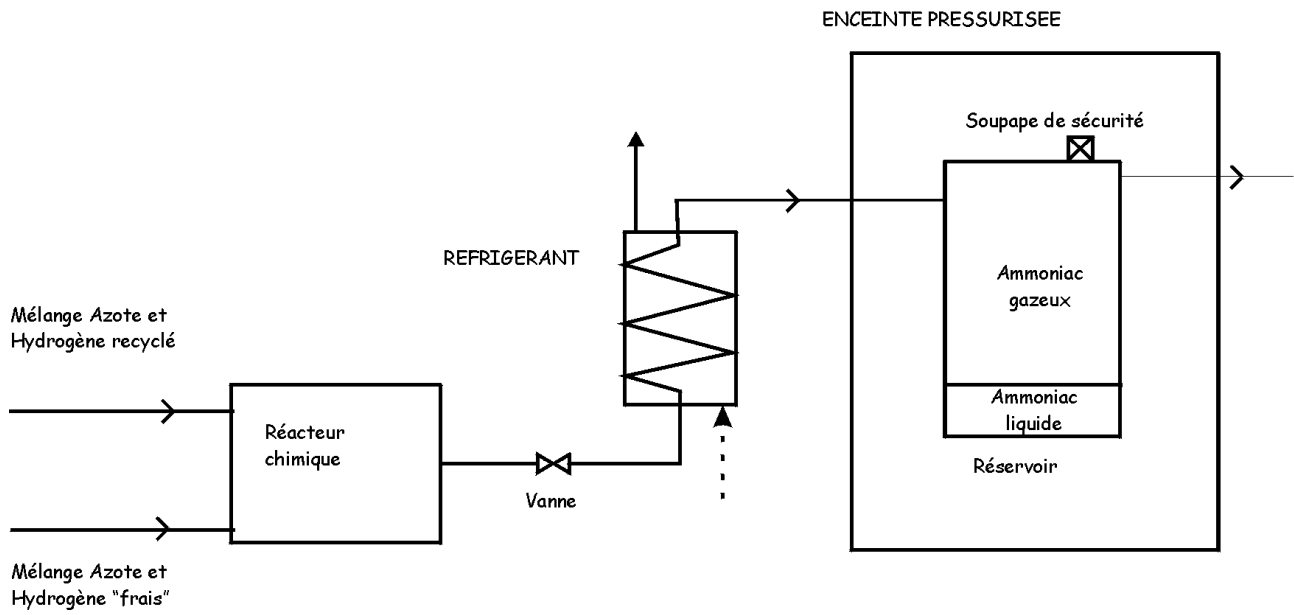 ENCEINTE PRESSURISEE
Soupape de sécurité
REFRIGERANT
Ammoniac
gazeux
Mélange Azote et
Hydrogène recyclé
Ammoniac
liquide
Réacteur
chimique
Réservoir
Vanne
Mélange Azote et
Hydrogène "frais"